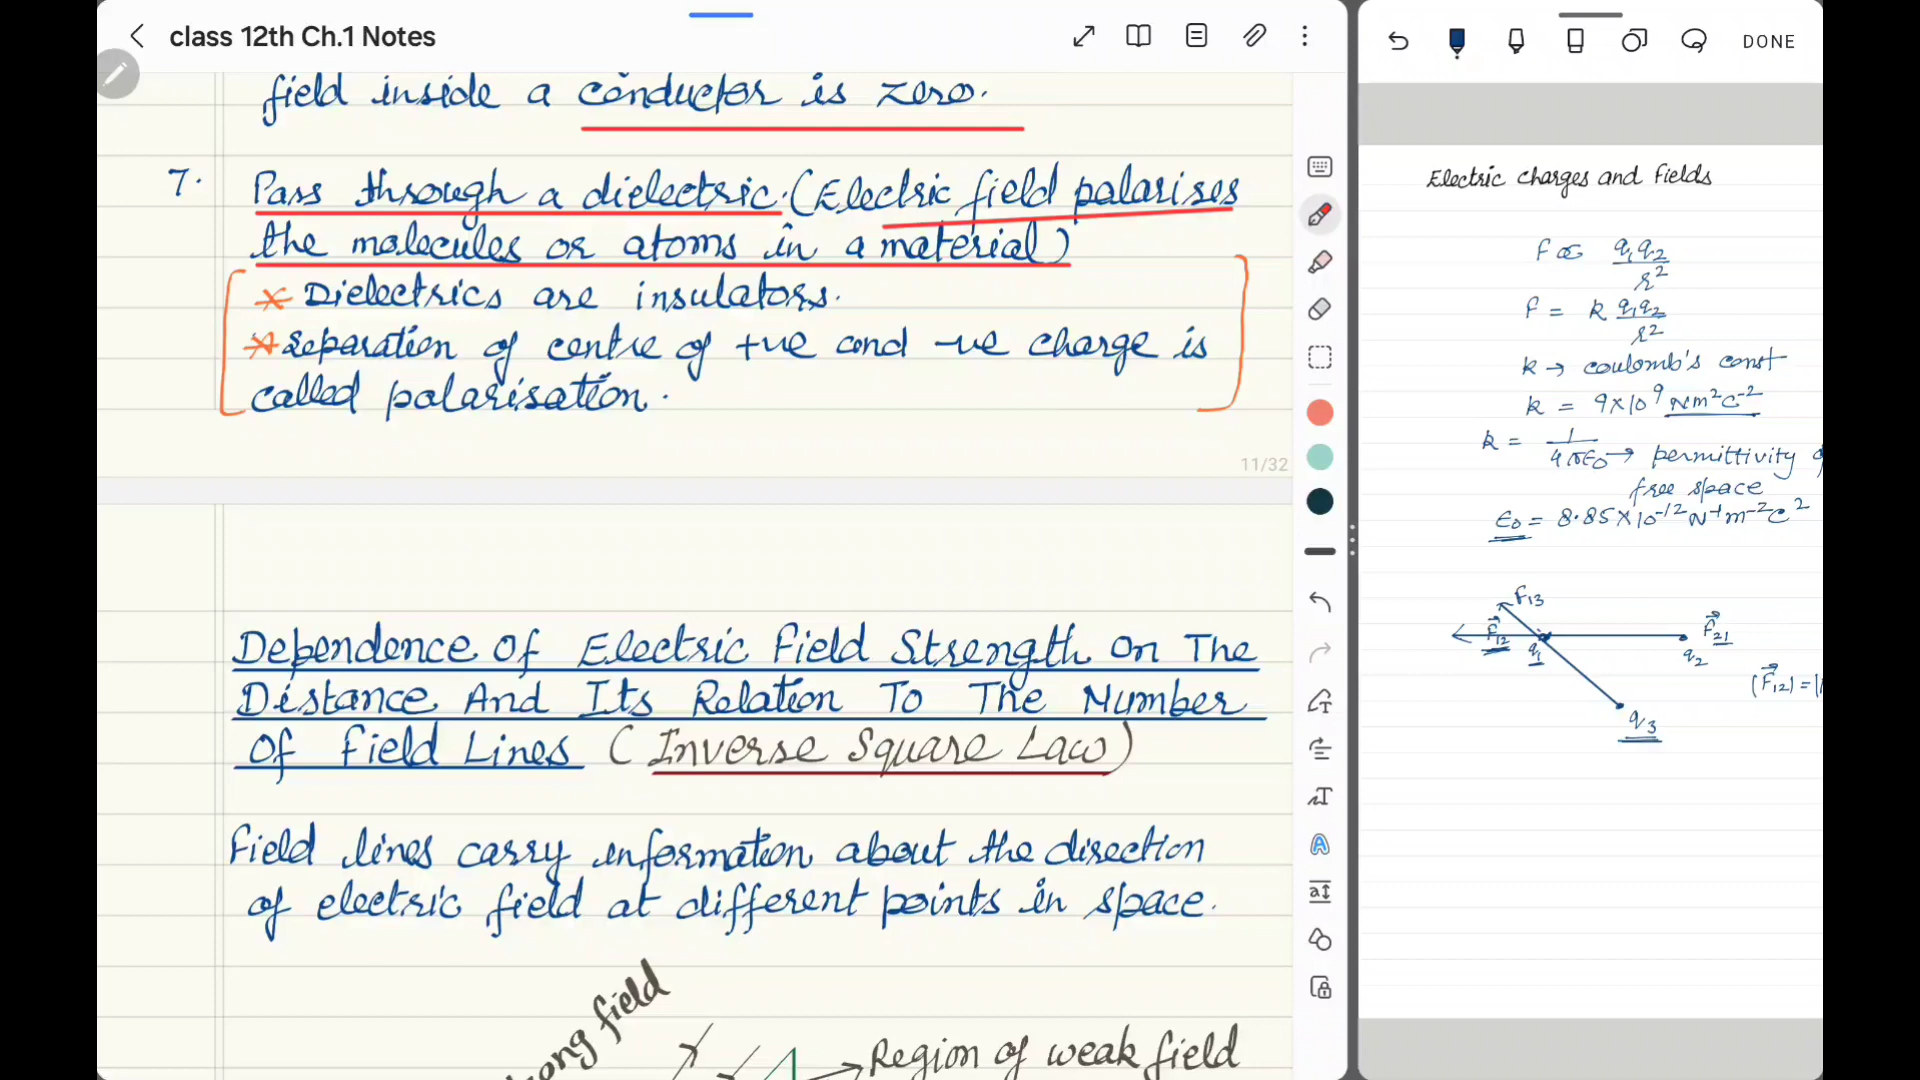 class 12th Ch.1 Notes
field inside a conductor is zero.
7. Pass through a dielectric. (Electric field polarises
the molecules or atoms in a material)
* Dielectrics are insulators.
* Separation of centre of +ve and -ve charge is
called polarisation.
11/32
Dependence Of Electric Field Strength On The
Distance And Its Relation To The Number
Of Field Lines (Inverse Square Law)
Field lines carry information about the direction
of electric field at different points in space.
ong field
Region of weak field
DONE
Electric charges and fields
F ∝ q₁q₂/r²
F = k q₁q₂/r²
k → coulomb's const
k = 9×10⁹ Nm²C⁻²
k = 1/4πε₀ → permittivity
free space
ε₀ = 8.85×10⁻¹² N⁻¹m⁻²C²
F₁₃
F⃗₁₂ F⃗₂₁
q₁ q₂
(F⃗₁₂) =
q₃